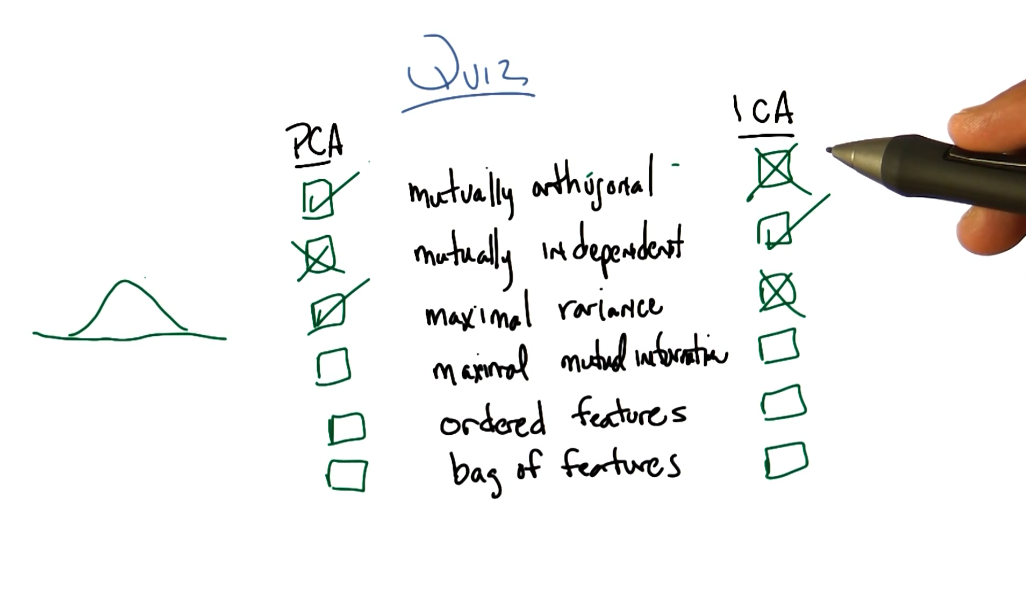 Quiz
PCA
ICA
mutually orthogonal
mutually independent
maximal variance
maximal mutual information
ordered features
bag of features